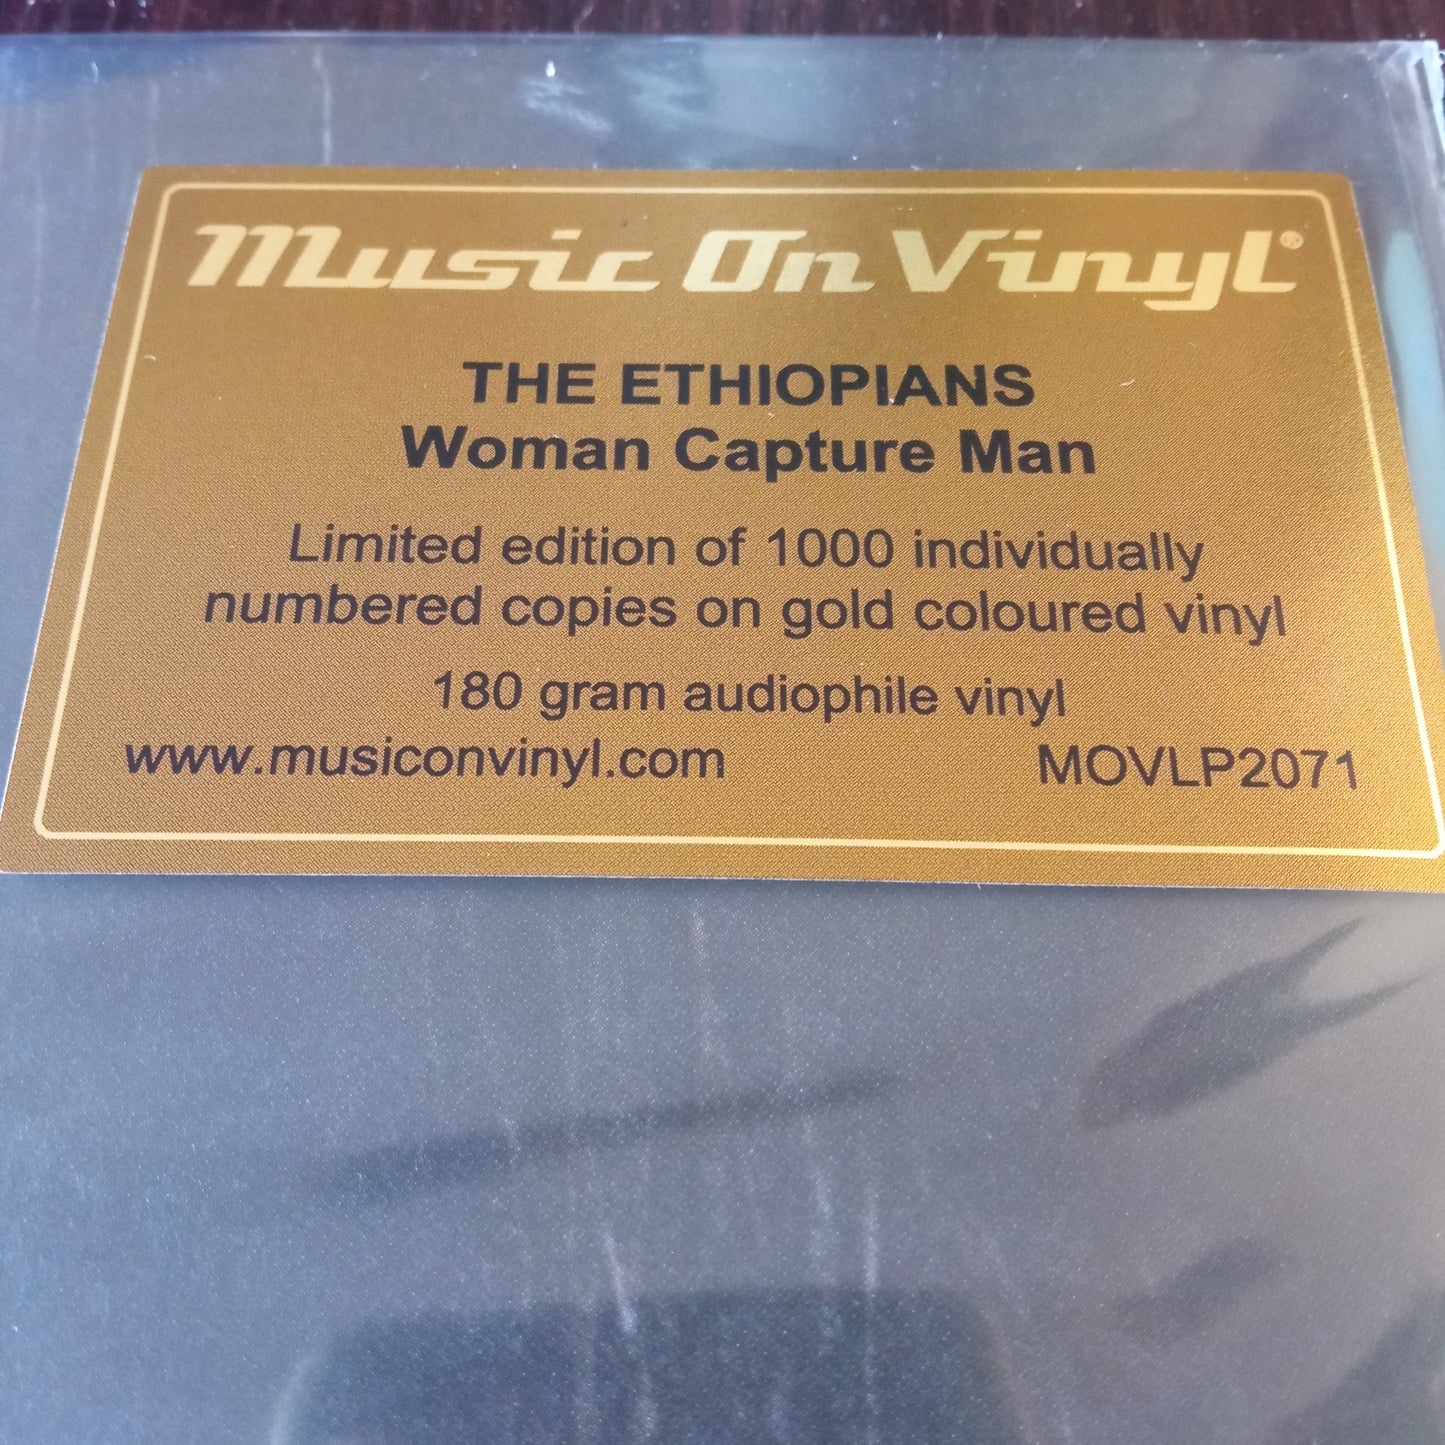 Music On Vinyl®
THE ETHIOPIANS
Woman Capture Man
Limited edition of 1000 individually
numbered copies on gold coloured vinyl
180 gram audiophile vinyl
www.musiconvinyl.com MOVLP2071